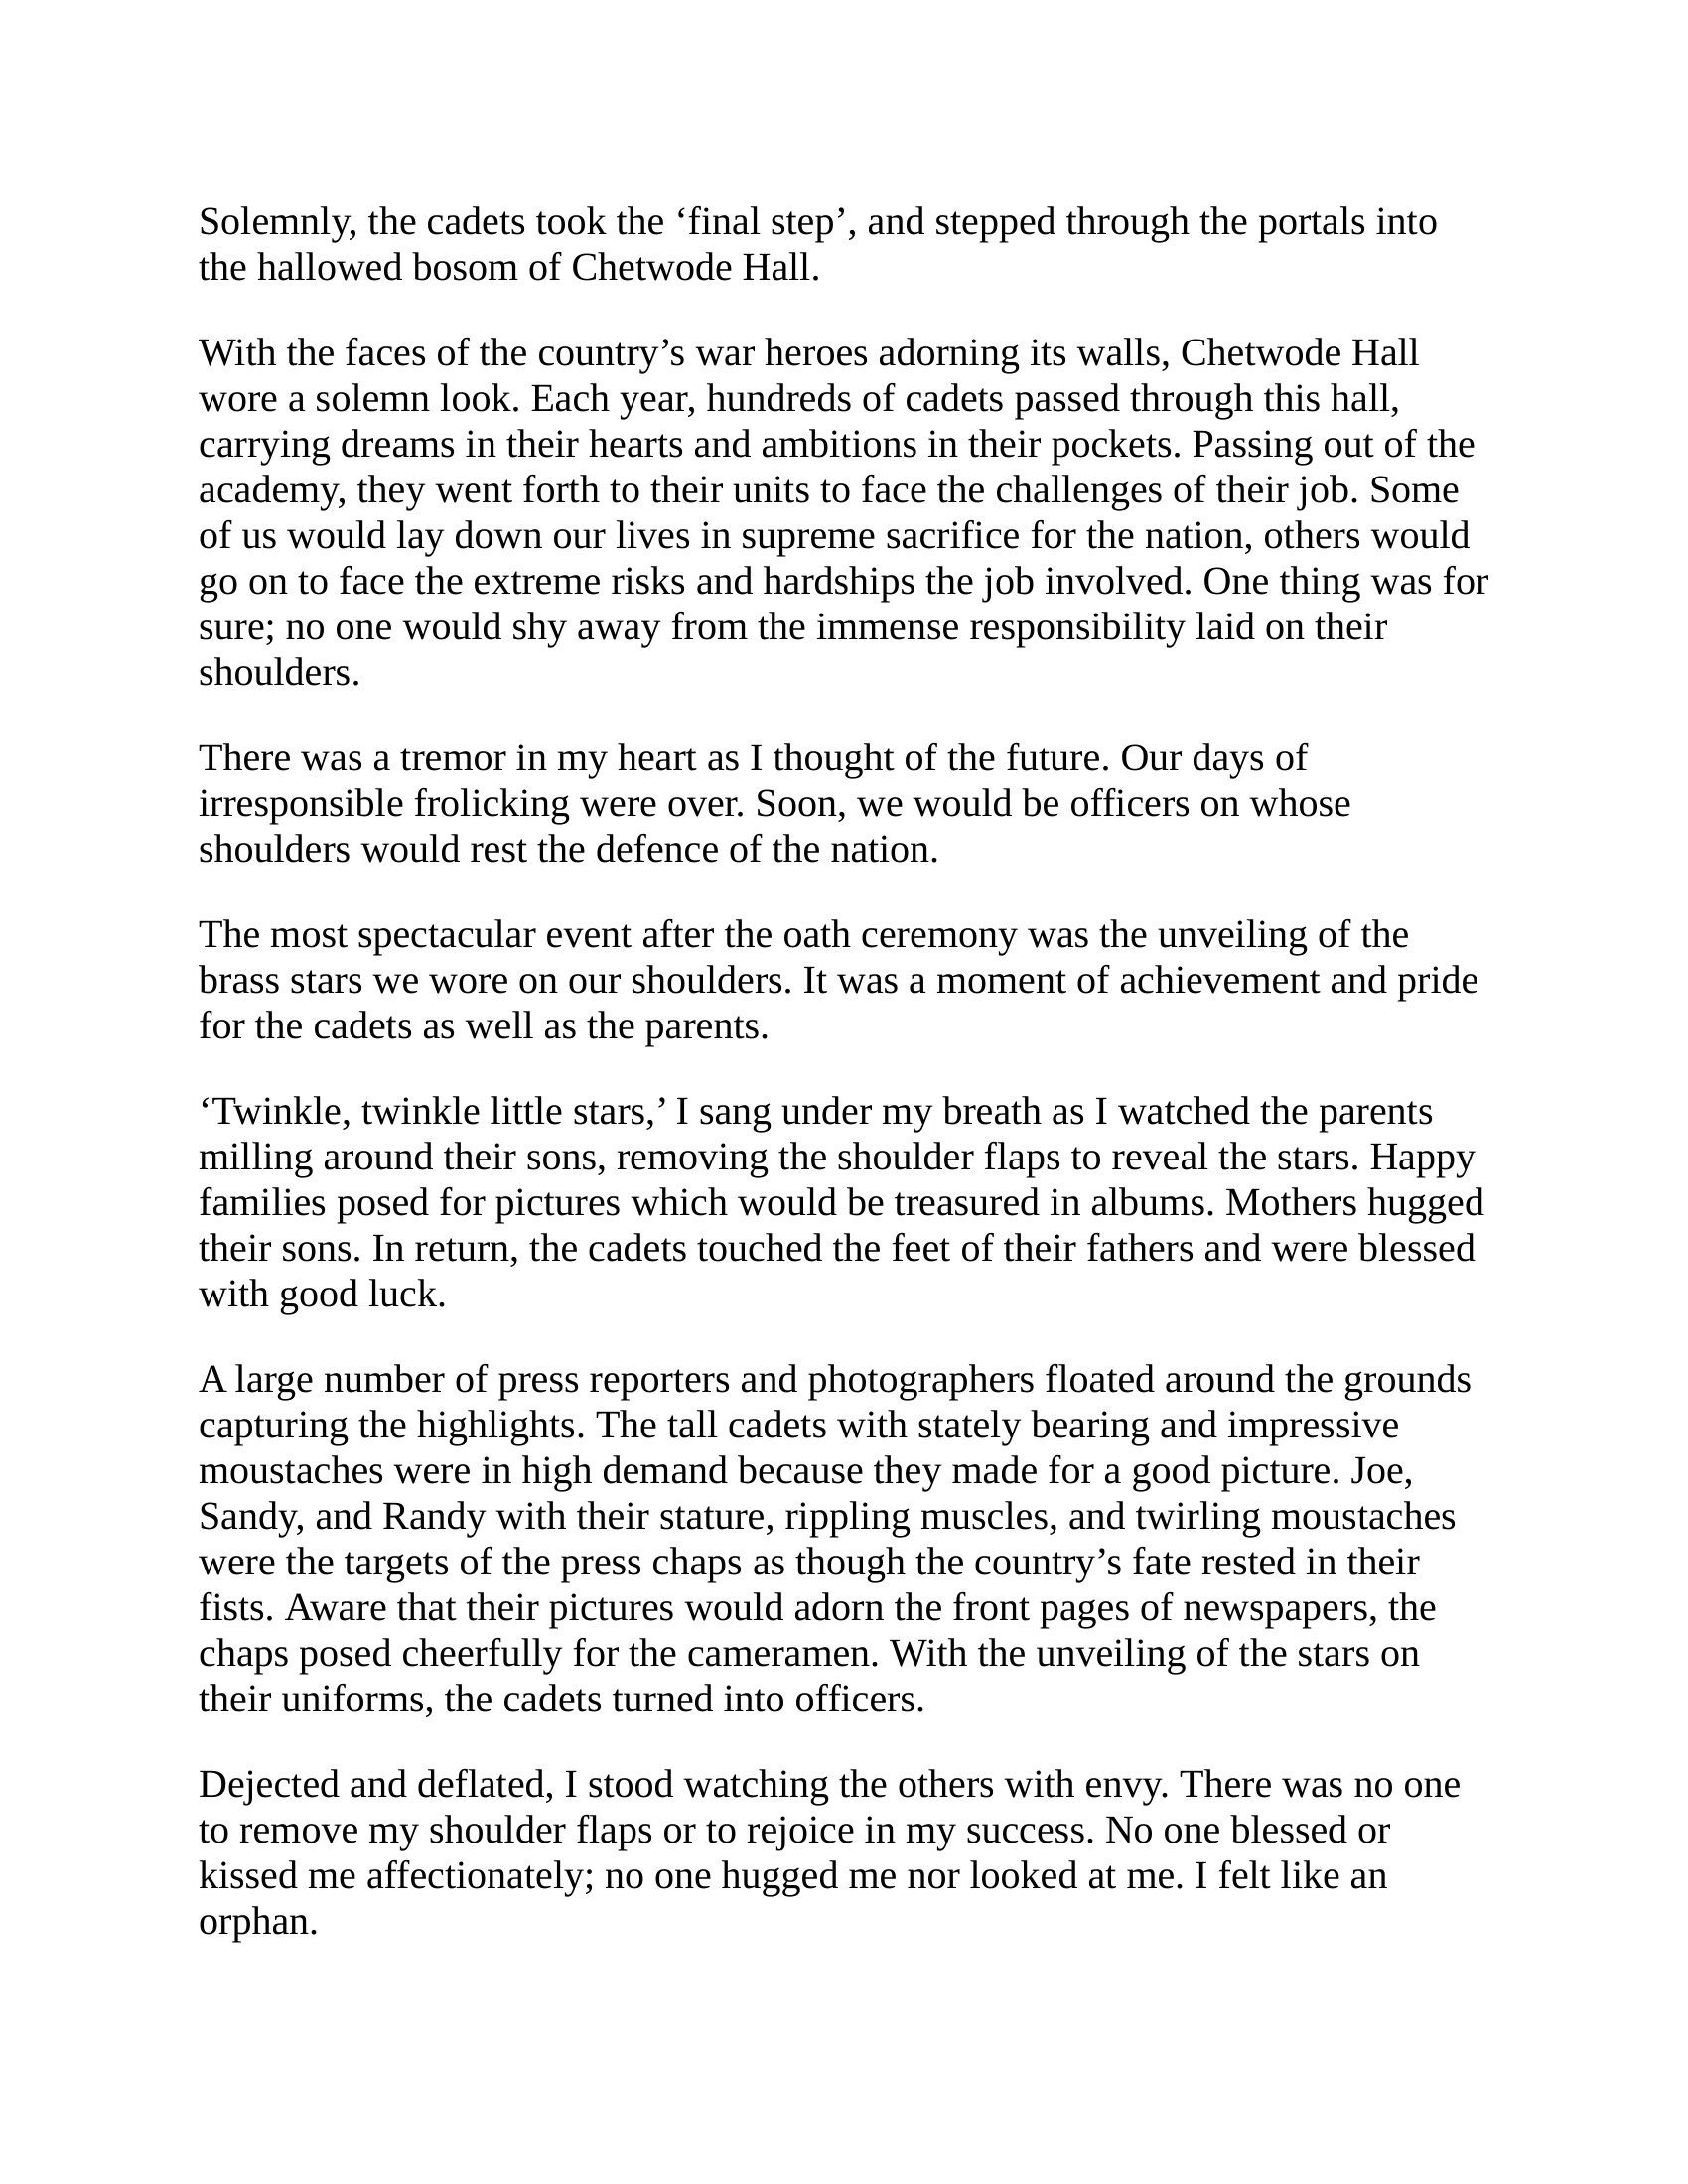 Solemnly, the cadets took the ‘final step’, and stepped through the portals into
the hallowed bosom of Chetwode Hall.
With the faces of the country’s war heroes adorning its walls, Chetwode Hall
wore a solemn look. Each year, hundreds of cadets passed through this hall,
carrying dreams in their hearts and ambitions in their pockets. Passing out of the
academy, they went forth to their units to face the challenges of their job. Some
of us would lay down our lives in supreme sacrifice for the nation, others would
go on to face the extreme risks and hardships the job involved. One thing was for
sure; no one would shy away from the immense responsibility laid on their
shoulders.
There was a tremor in my heart as I thought of the future. Our days of
irresponsible frolicking were over. Soon, we would be officers on whose
shoulders would rest the defence of the nation.
The most spectacular event after the oath ceremony was the unveiling of the
brass stars we wore on our shoulders. It was a moment of achievement and pride
for the cadets as well as the parents.
‘Twinkle, twinkle little stars,’ I sang under my breath as I watched the parents
milling around their sons, removing the shoulder flaps to reveal the stars. Happy
families posed for pictures which would be treasured in albums. Mothers hugged
their sons. In return, the cadets touched the feet of their fathers and were blessed
with good luck.
A large number of press reporters and photographers floated around the grounds
capturing the highlights. The tall cadets with stately bearing and impressive
moustaches were in high demand because they made for a good picture. Joe,
Sandy, and Randy with their stature, rippling muscles, and twirling moustaches
were the targets of the press chaps as though the country’s fate rested in their
fists. Aware that their pictures would adorn the front pages of newspapers, the
chaps posed cheerfully for the cameramen. With the unveiling of the stars on
their uniforms, the cadets turned into officers.
Dejected and deflated, I stood watching the others with envy. There was no one
to remove my shoulder flaps or to rejoice in my success. No one blessed or
kissed me affectionately; no one hugged me nor looked at me. I felt like an
orphan.